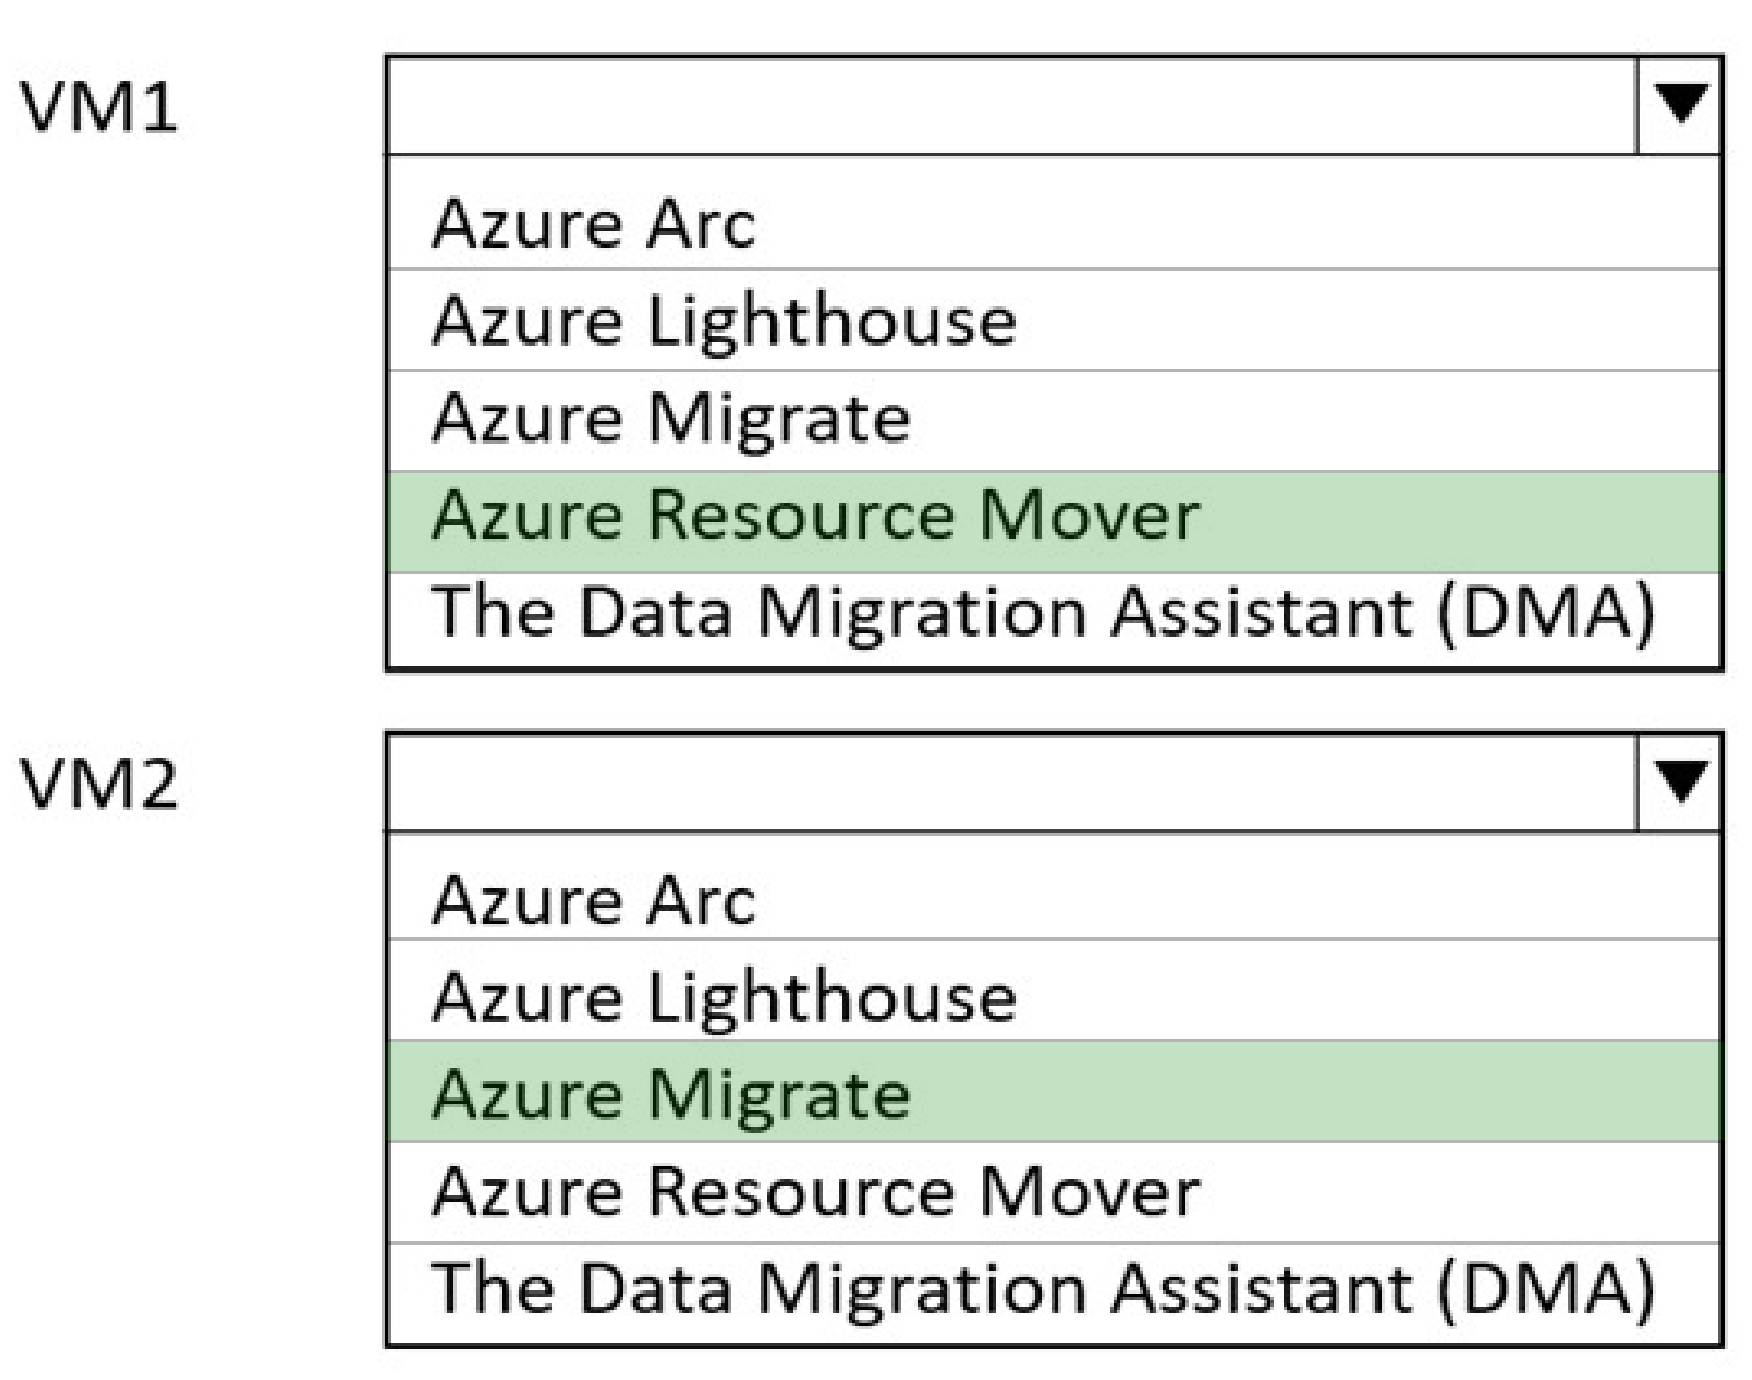 VM1
Azure Arc
Azure Lighthouse
Azure Migrate
Azure Resource Mover
The Data Migration Assistant (DMA)
VM2
Azure Arc
Azure Lighthouse
Azure Migrate
Azure Resource Mover
The Data Migration Assistant (DMA)